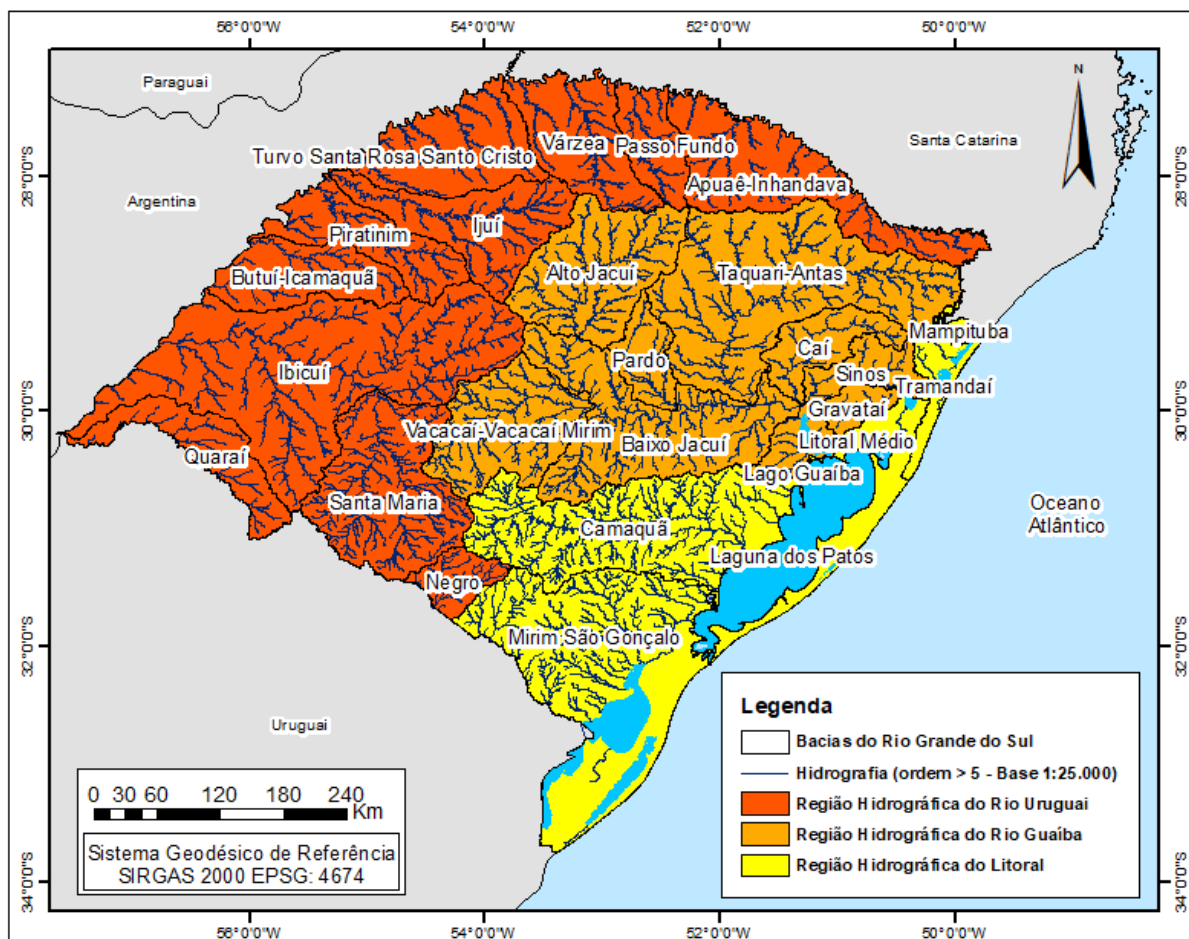 56°0'0"W 54°0'0"W 52°0'0"W 50°0'0"W
Paraguai
N
Santa Catarina
Várzea
Passo Fundo
Turvo Santa Rosa Santo Cristo
28°0'0"S
28°0'0"S
Apuaê-Inhandava
Argentina
Ijuí
Piratinim
Butuí-Icamaquã
Alto Jacuí
Taquari-Antas
Mampituba
Caí
Pardo
Ibicuí
Sinos
Tramandaí
30°0'0"S
30°0'0"S
Gravataí
Vacacaí-Vacacaí Mirim
Baixo Jacuí
Litoral Médio
Quaraí
Lago Guaíba
Santa Maria
Oceano
Atlântico
Camaquã
Laguna dos Patos
Negro
Mirim São Gonçalo
32°0'0"S
32°0'0"S
Uruguai
Legenda
Bacias do Rio Grande do Sul
Hidrografia (ordem > 5 - Base 1:25.000)
Região Hidrográfica do Rio Uruguai
Região Hidrográfica do Rio Guaíba
Região Hidrográfica do Litoral
0 30 60 120 180 240
Km
Sistema Geodésico de Referência
SIRGAS 2000 EPSG: 4674
34°0'0"S
34°0'0"S
56°0'0"W 54°0'0"W 52°0'0"W 50°0'0"W